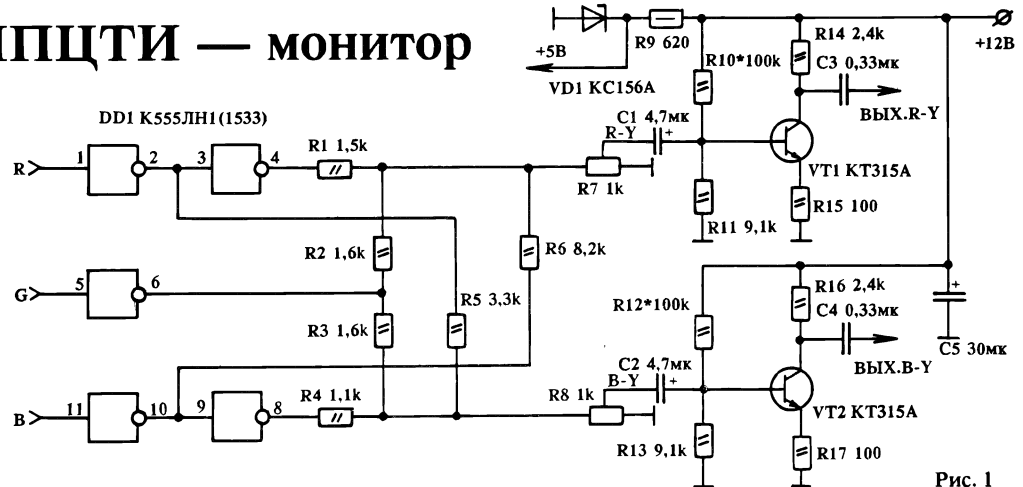 ПЦТИ — монитор
+5В
R9 620
VD1 КС156А
+12В
R14 2,4k
C3 0,33мк
ВЫХ.R-Y
R10*100k
C1 4,7мк
R-Y
+
R7 1k
VT1 КТ315А
R11 9,1k
R15 100
DD1 К555ЛН1(1533)
R
1
2
3
4
R1 1,5k
R2 1,6k
R6 8,2k
G
5
6
R5 3,3k
R3 1,6k
B
11
10
9
8
R4 1,1k
R8 1k
R12*100k
C2 4,7мк
B-Y
+
R16 2,4k
C4 0,33мк
ВЫХ.B-Y
+
C5 30мк
VT2 КТ315А
R13 9,1k
R17 100
Рис. 1